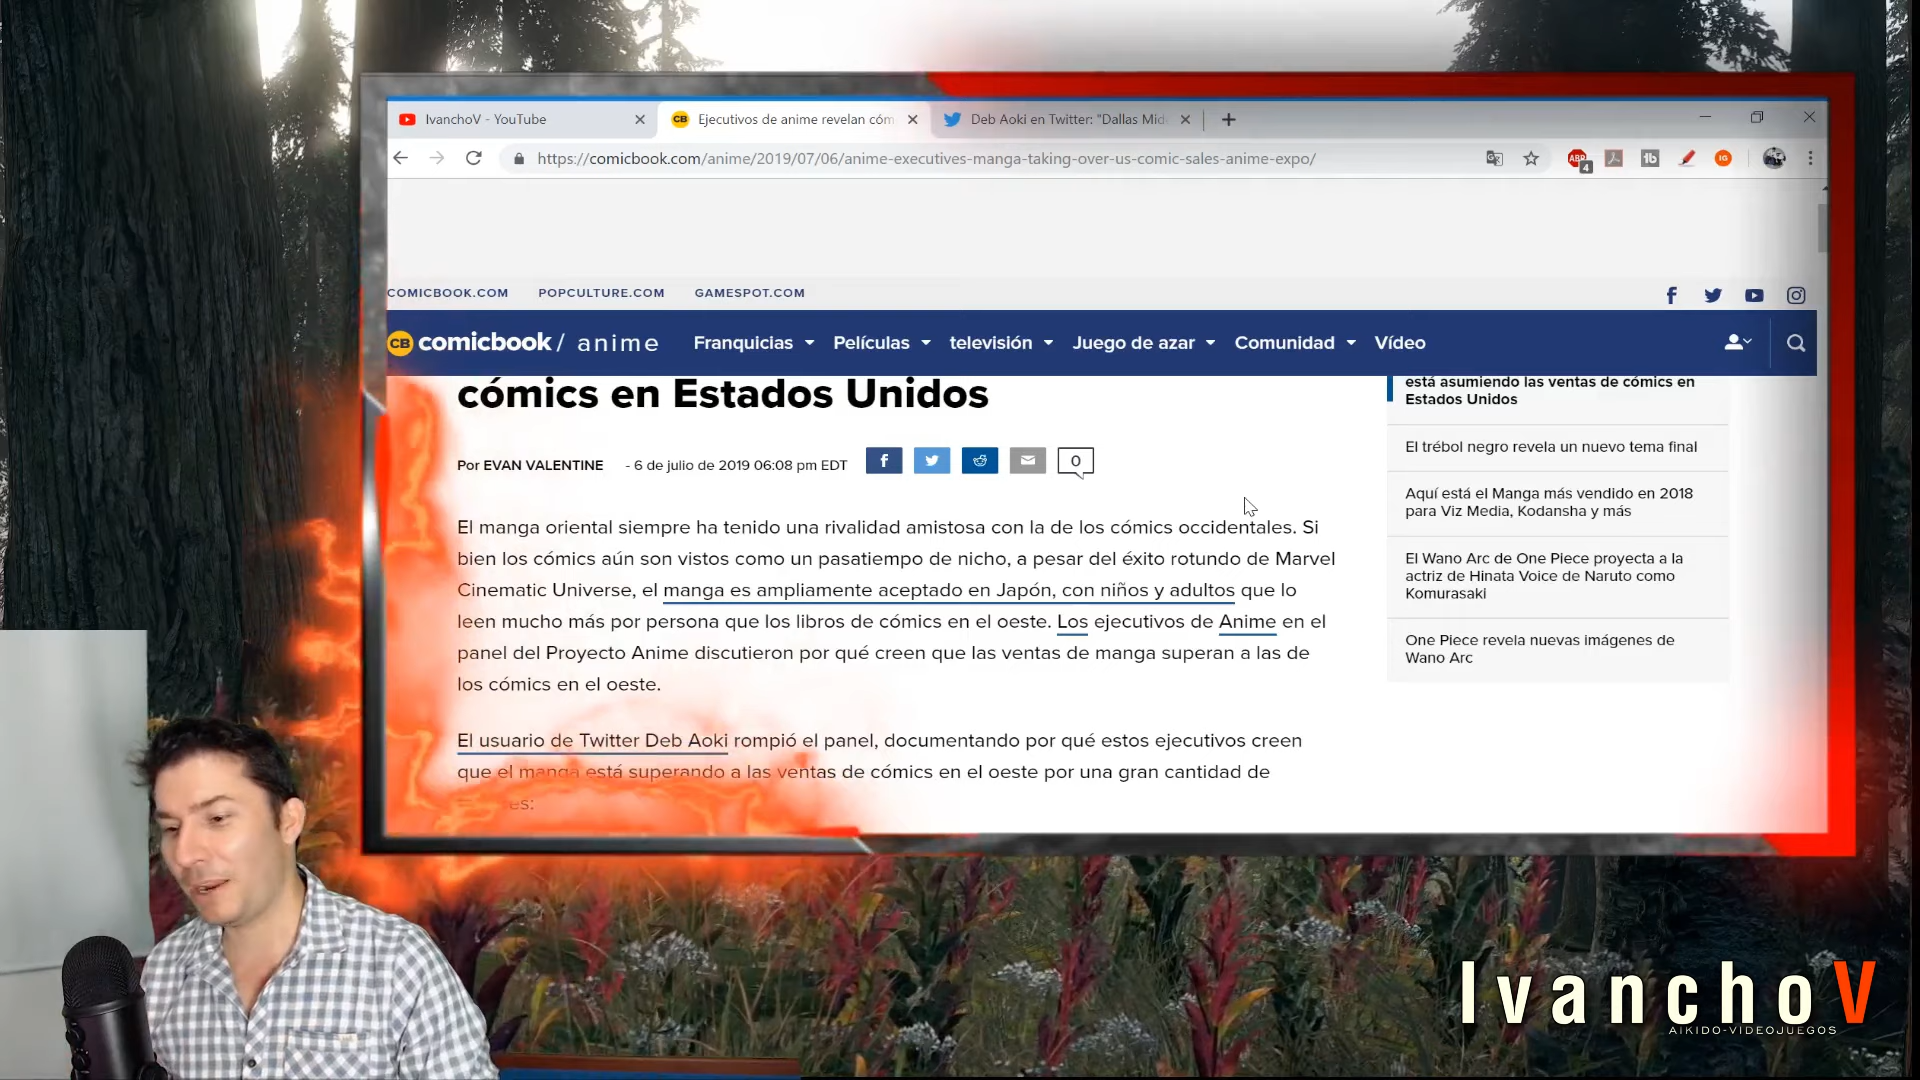 IvanchoV - YouTube
Ejecutivos de anime revelan cóm
Deb Aoki en Twitter: "Dallas Mid
https://comicbook.com/anime/2019/07/06/anime-executives-manga-taking-over-us-comic-sales-anime-expo/
ABP
4
tb
IG
COMICBOOK.COM
POPCULTURE.COM
GAMESPOT.COM
CB comicbook / anime
Franquicias
Películas
televisión
Juego de azar
Comunidad
Vídeo
cómics en Estados Unidos
Por EVAN VALENTINE - 6 de julio de 2019 06:08 pm EDT
0
El manga oriental siempre ha tenido una rivalidad amistosa con la de los cómics occidentales. Si
bien los cómics aún son vistos como un pasatiempo de nicho, a pesar del éxito rotundo de Marvel
Cinematic Universe, el manga es ampliamente aceptado en Japón, con niños y adultos que lo
leen mucho más por persona que los libros de cómics en el oeste. Los ejecutivos de Anime en el
panel del Proyecto Anime discutieron por qué creen que las ventas de manga superan a las de
los cómics en el oeste.
El usuario de Twitter Deb Aoki rompió el panel, documentando por qué estos ejecutivos creen
que el manga está superando a las ventas de cómics en el oeste por una gran cantidad de
está asumiendo las ventas de cómics en
Estados Unidos
El trébol negro revela un nuevo tema final
Aquí está el Manga más vendido en 2018
para Viz Media, Kodansha y más
El Wano Arc de One Piece proyecta a la
actriz de Hinata Voice de Naruto como
Komurasaki
One Piece revela nuevas imágenes de
Wano Arc
IvanchoV
AIKIDO-VIDEOJUEGOS